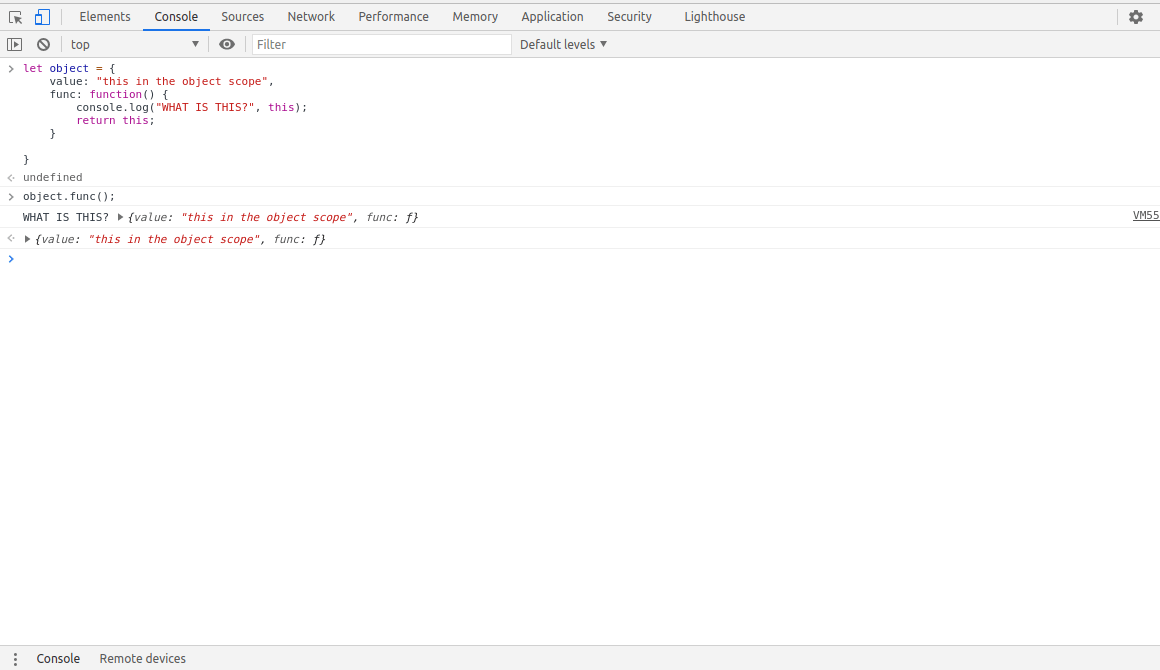 Elements Console Sources Network Performance Memory Application Security Lighthouse
top Filter Default levels
let object = {
value: "this in the object scope",
func: function() {
console.log("WHAT IS THIS?", this);
return this;
}
}
undefined
object.func();
WHAT IS THIS? {value: "this in the object scope", func: ƒ} VM55
{value: "this in the object scope", func: ƒ}
Console Remote devices